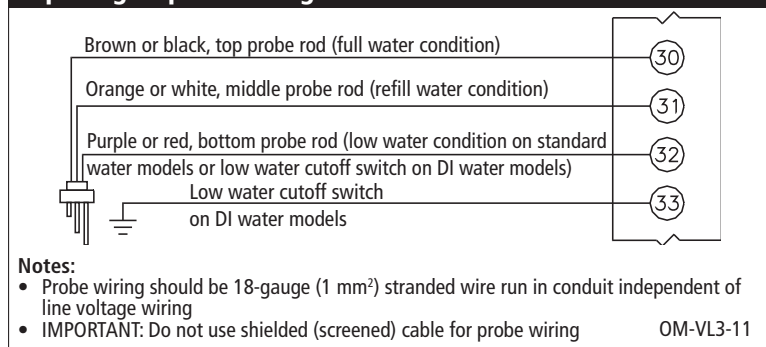 Brown or black, top probe rod (full water condition)
30
Orange or white, middle probe rod (refill water condition)
31
Purple or red, bottom probe rod (low water condition on standard
water models or low water cutoff switch on DI water models)
32
Low water cutoff switch
on DI water models
33
Notes:
• Probe wiring should be 18-gauge (1 mm²) stranded wire run in conduit independent of
line voltage wiring
• IMPORTANT: Do not use shielded (screened) cable for probe wiring
OM-VL3-11